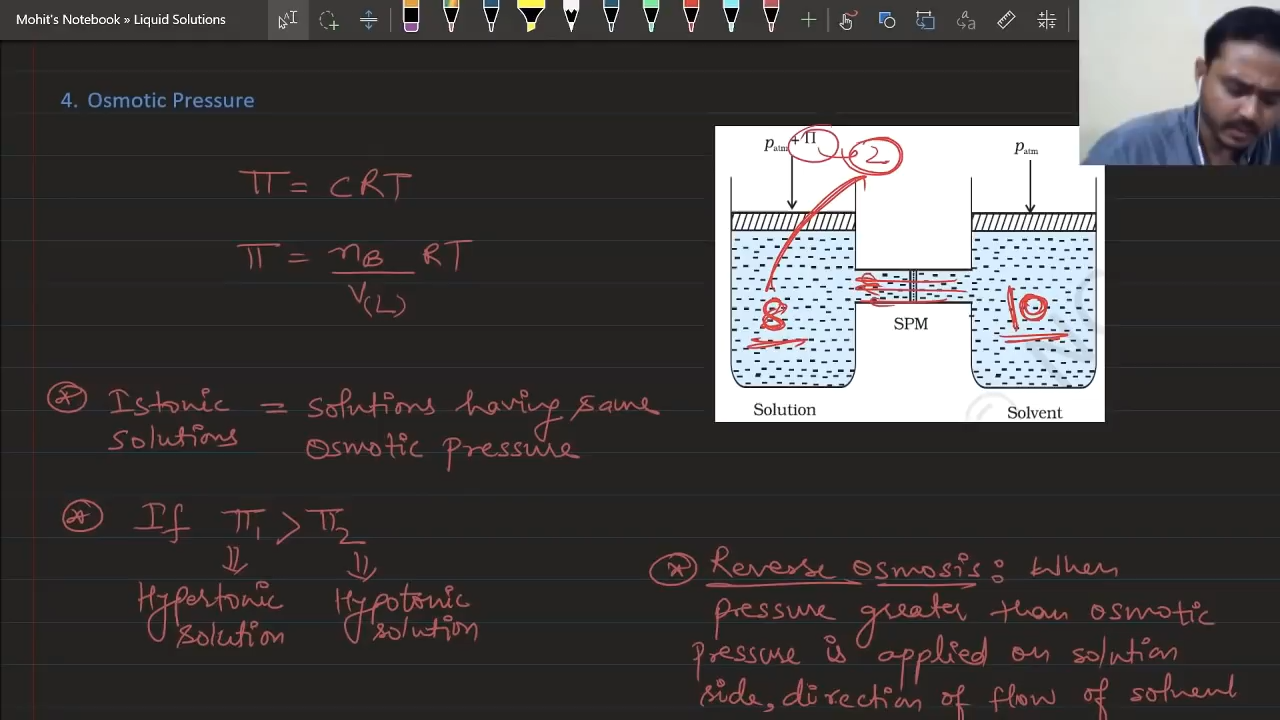 Mohit's Notebook » Liquid Solutions
4. Osmotic Pressure
π = CRT
π = nB RT
V(L)
Patm + Π
2
Patm
8
10
SPM
Solution
Solvent
Istonic = solutions having same
solutions osmotic pressure
If π1 > π2
Hypertonic Hypotonic
solution solution
Reverse osmosis: When
pressure greater than osmotic
pressure is applied on solution
side, direction of flow of solvent